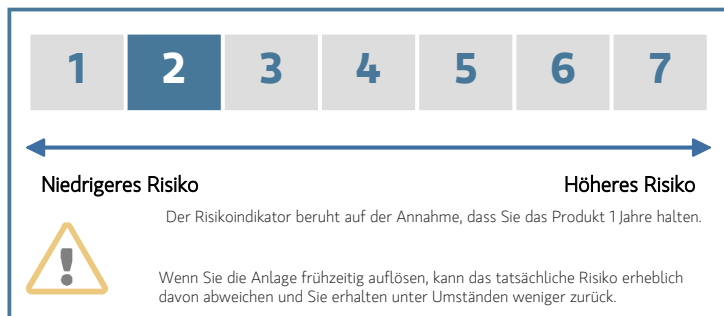 1 2 3 4 5 6 7
Niedrigeres Risiko Höheres Risiko
Der Risikoindikator beruht auf der Annahme, dass Sie das Produkt 1 Jahre halten.
Wenn Sie die Anlage frühzeitig auflösen, kann das tatsächliche Risiko erheblich
davon abweichen und Sie erhalten unter Umständen weniger zurück.